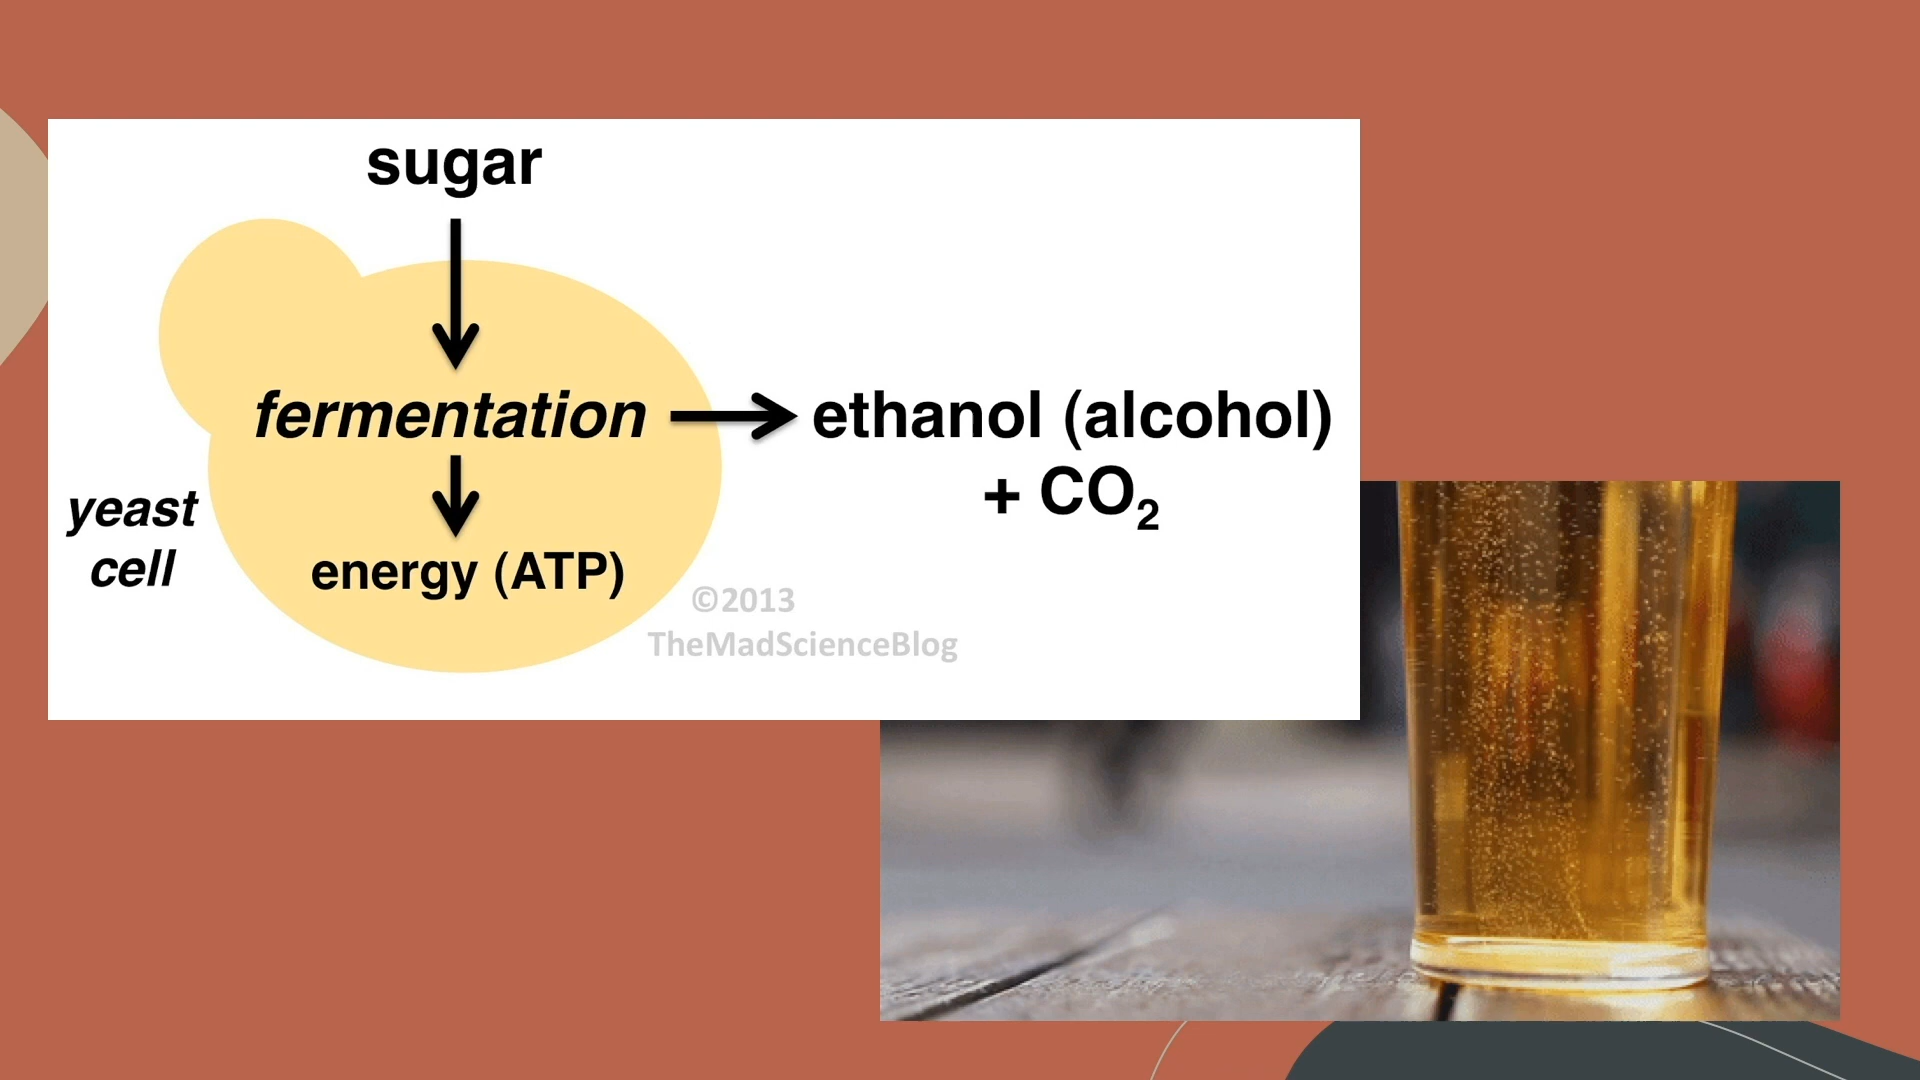 sugar
fermentation
ethanol (alcohol)
+ CO₂
yeast
cell
energy (ATP)
©2013
TheMadScienceBlog